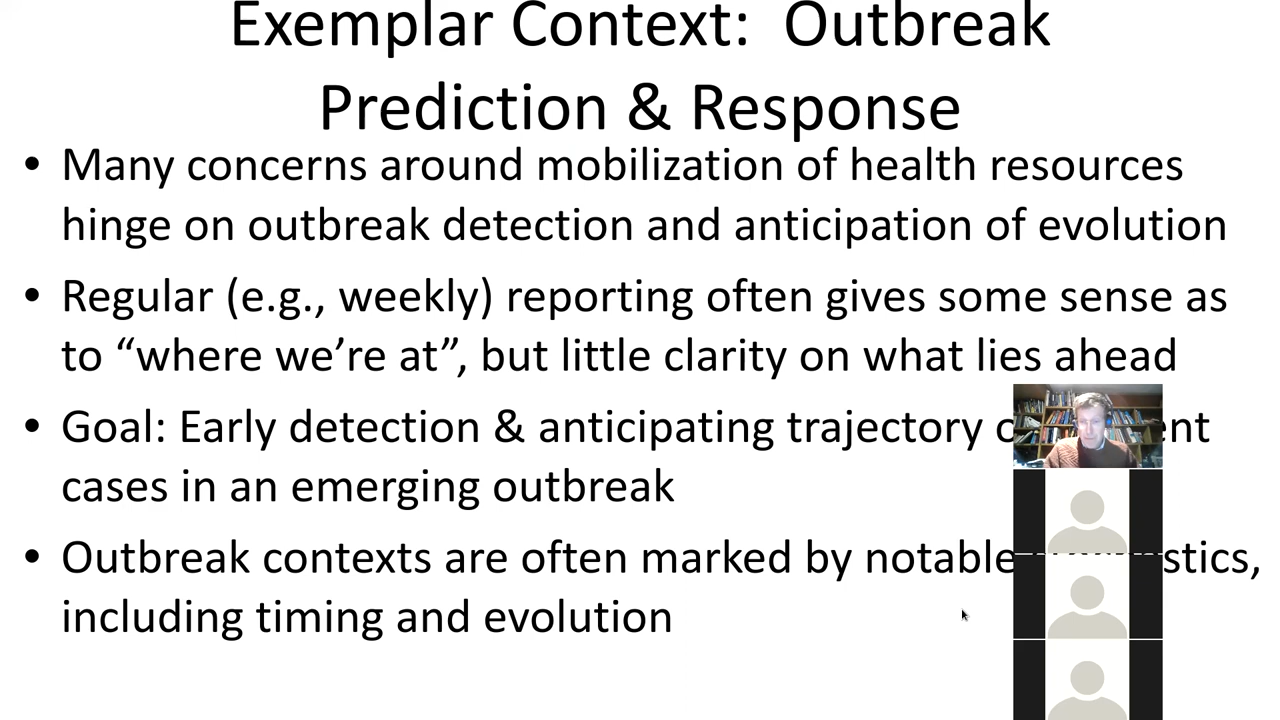 Exemplar Context: Outbreak
Prediction & Response
• Many concerns around mobilization of health resources
hinge on outbreak detection and anticipation of evolution
• Regular (e.g., weekly) reporting often gives some sense as
to “where we’re at”, but little clarity on what lies ahead
• Goal: Early detection & anticipating trajectory
cases in an emerging outbreak
• Outbreak contexts are often marked by notable
including timing and evolution